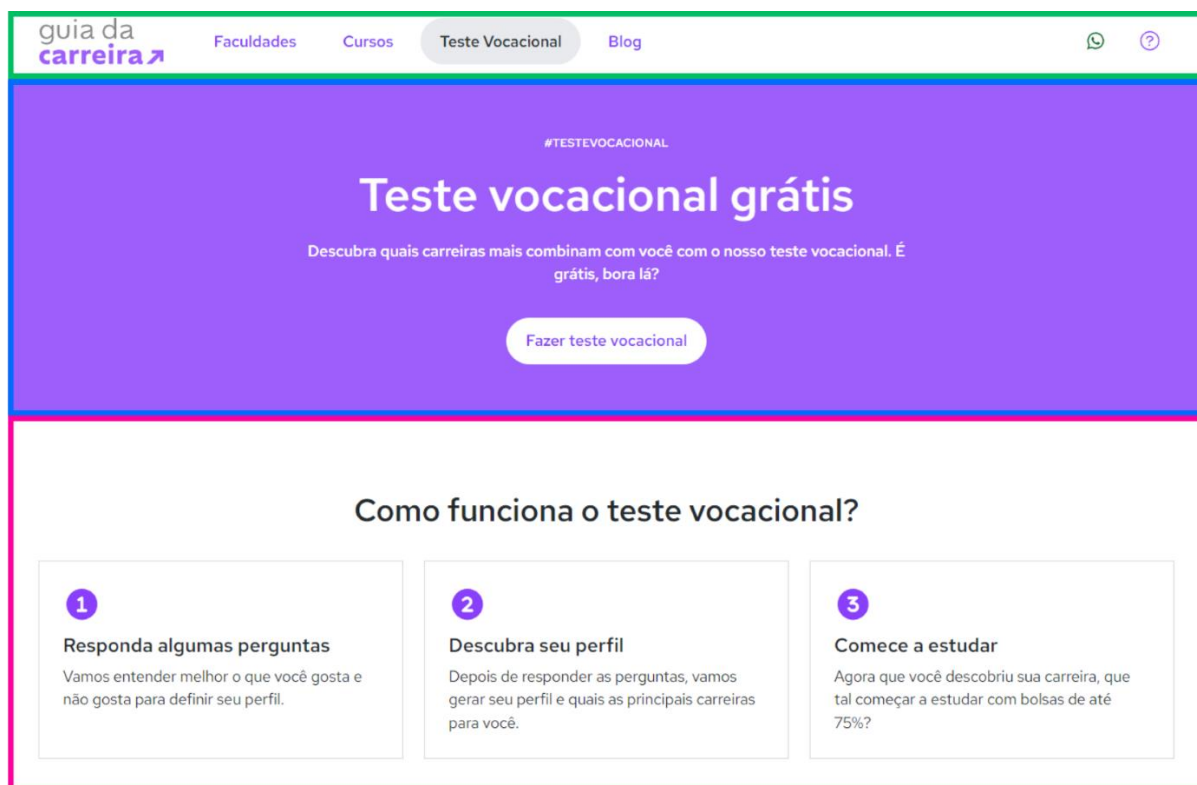 guia da
carreira
Faculdades
Cursos
Teste Vocacional
Blog
?
#TESTEVOCACIONAL
Teste vocacional grátis
Descubra quais carreiras mais combinam com você com o nosso teste vocacional. É
grátis, bora lá?
Fazer teste vocacional
Como funciona o teste vocacional?
1
Responda algumas perguntas
Vamos entender melhor o que você gosta e
não gosta para definir seu perfil.
2
Descubra seu perfil
Depois de responder as perguntas, vamos
gerar seu perfil e quais as principais carreiras
para você.
3
Comece a estudar
Agora que você descobriu sua carreira, que
tal começar a estudar com bolsas de até
75%?